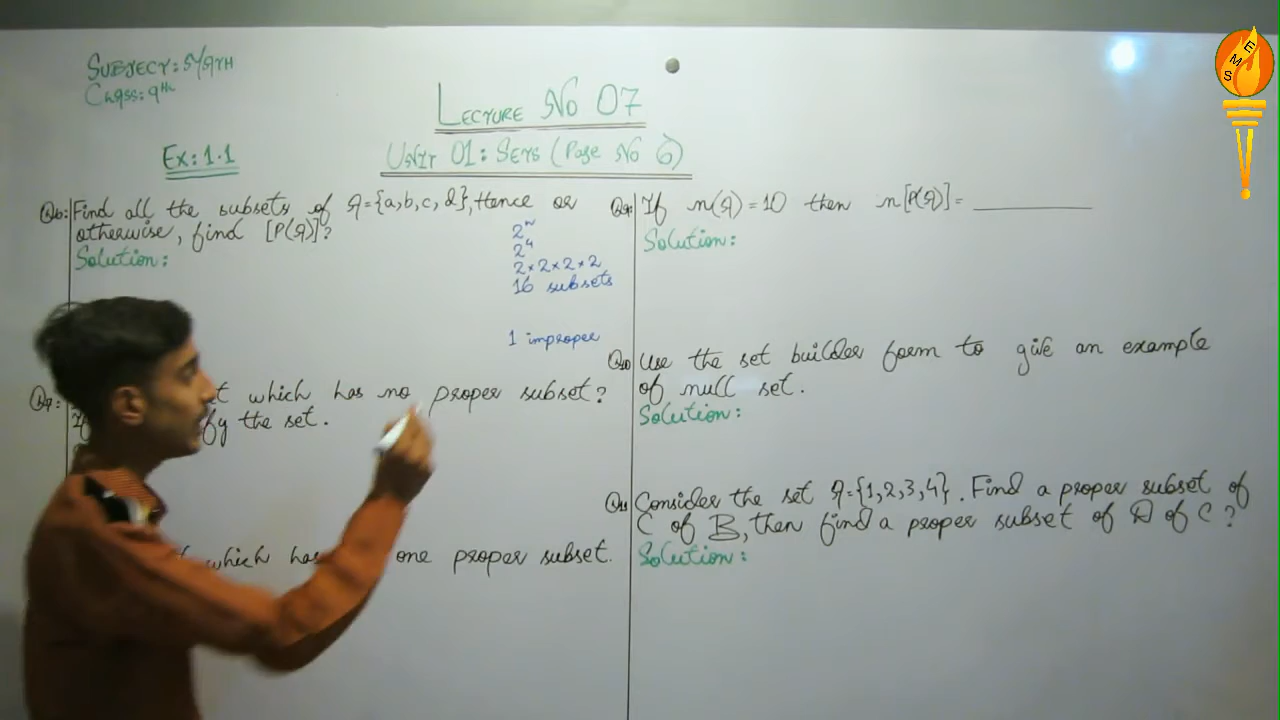 SUBJECT: MATH
CLASS: 9th
LECTURE No 07
Ex: 1.1
UNIT 01: SETS (Page No 6)
Q6: Find all the subsets of A={a,b,c,d}, Hence or
otherwise, find [P(A)]?
Solution:
2^n
2^4
2×2×2×2
16 subsets
1 improper
Q7: which has no proper subset?
the set.
which has one proper subset.
Q9: If n(A)=10 then n[P(A)]= ________
Solution:
Q10 Use the set builder form to give an example
of null set.
Solution:
Q11 Consider the set A={1,2,3,4}. Find a proper subset of
C of B, then find a proper subset of D of C?
Solution:
EMS